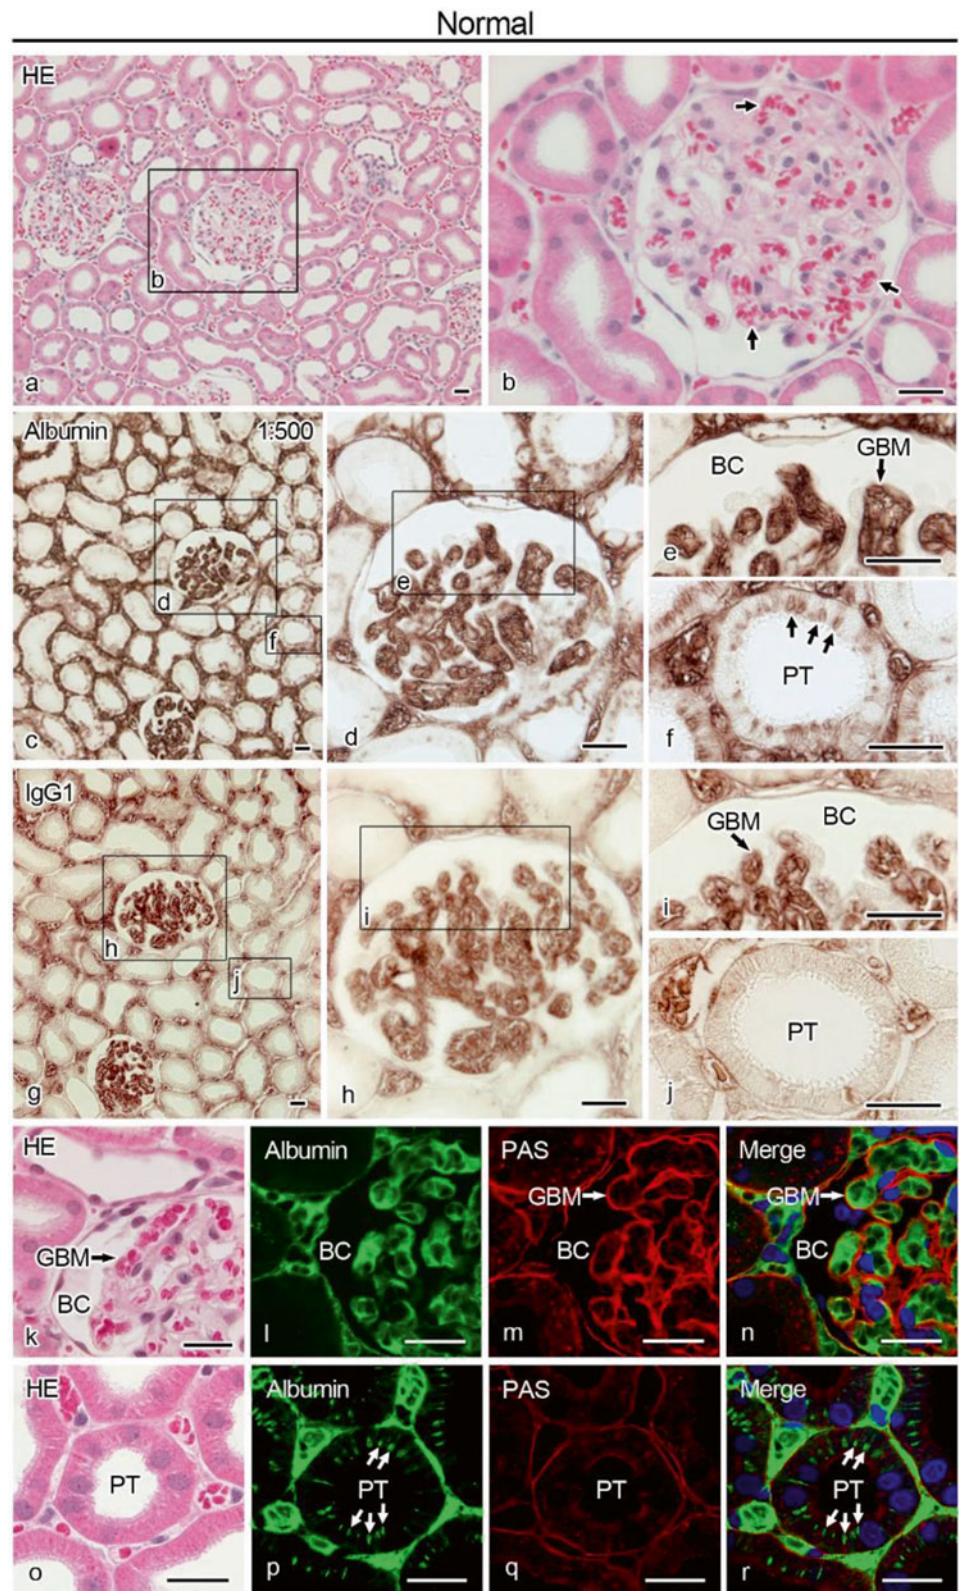 Normal
HE
b
a
b
Albumin 1:500
d
f
c
e
d
BC
GBM
e
PT
f
IgG1
h
j
g
i
h
GBM
BC
i
PT
j
HE
GBM
BC
k
Albumin
BC
l
PAS
GBM
BC
m
Merge
GBM
BC
n
HE
PT
o
Albumin
PT
p
PAS
PT
q
Merge
PT
r